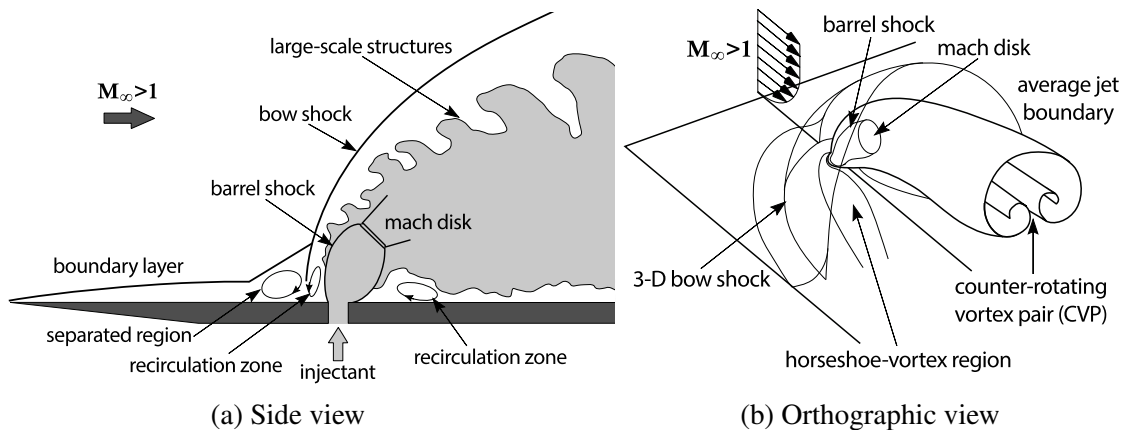 large-scale structures
M∞>1
bow shock
barrel shock
mach disk
boundary layer
separated region
recirculation zone
injectant
recirculation zone
(a) Side view
M∞>1
barrel shock
mach disk
average jet
boundary
3-D bow shock
counter-rotating
vortex pair (CVP)
horseshoe-vortex region
(b) Orthographic view